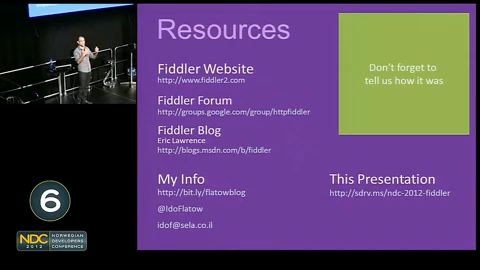 Resources
Fiddler Website
http://www.fiddler2.com
Fiddler Forum
http://groups.google.com/group/httpfiddler
Fiddler Blog
Eric Lawrence
http://blogs.msdn.com/b/fiddler
Don't forget to
tell us how it was
My Info
http://bit.ly/flatowblog
@IdoFlatow
idof@sela.co.il
This Presentation
http://sdrv.ms/ndc-2012-fiddler
6
NDC
2012
NORWEGIAN
DEVELOPERS
CONFERENCE